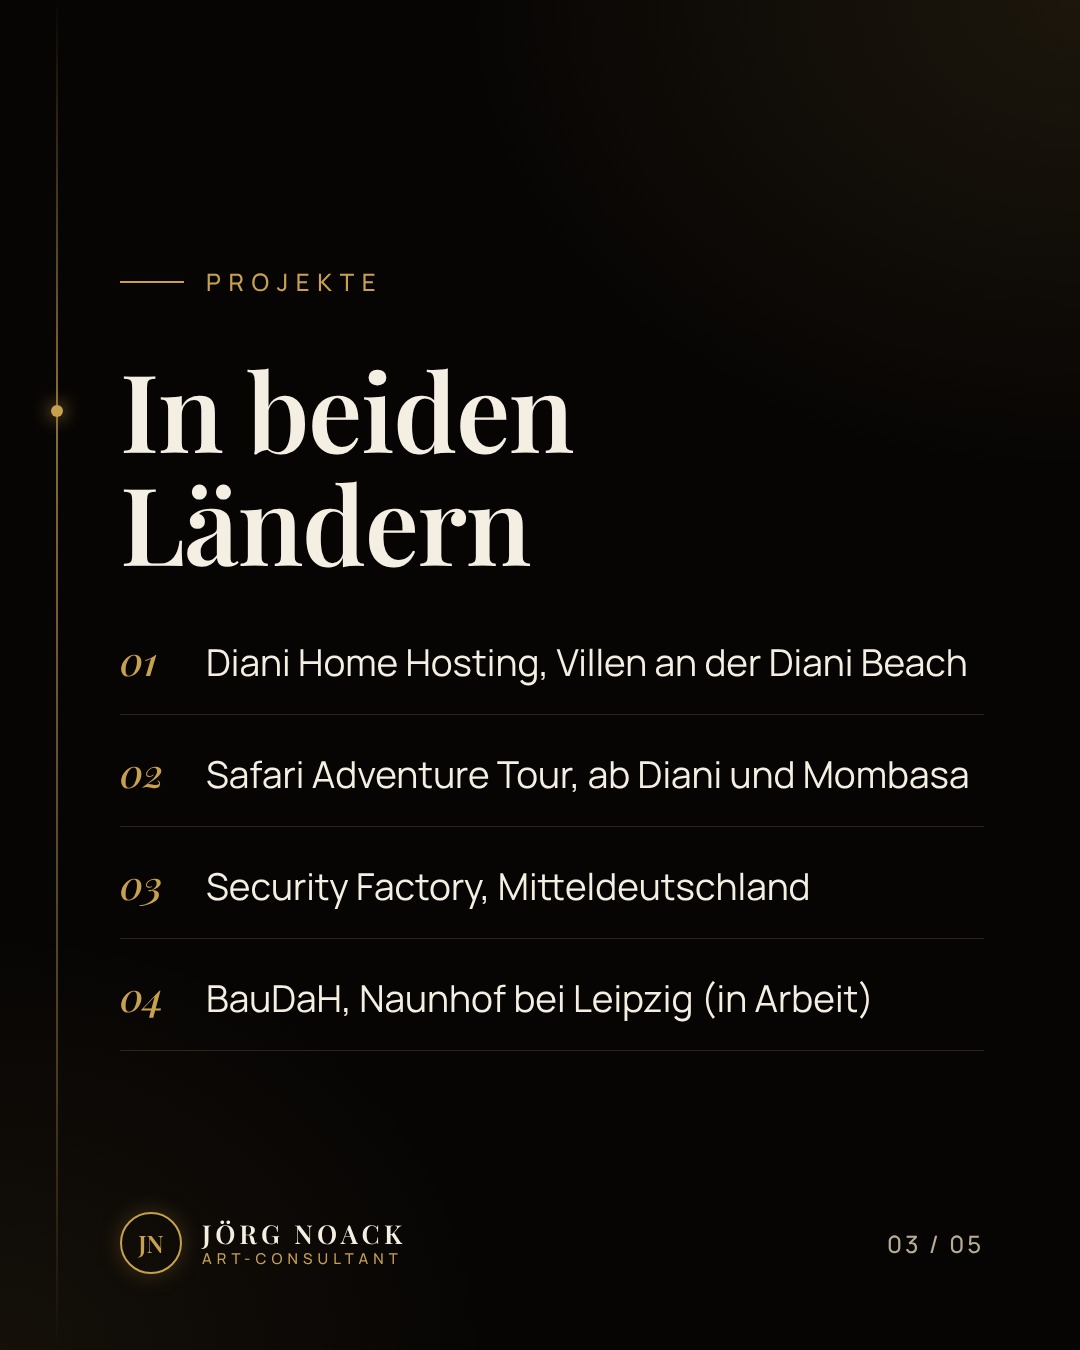 PROJEKTE
In beiden
Ländern
01 Diani Home Hosting, Villen an der Diani Beach
02 Safari Adventure Tour, ab Diani und Mombasa
03 Security Factory, Mitteldeutschland
04 BauDaH, Naunhof bei Leipzig (in Arbeit)
JN
JÖRG NOACK
ART-CONSULTANT
03 / 05